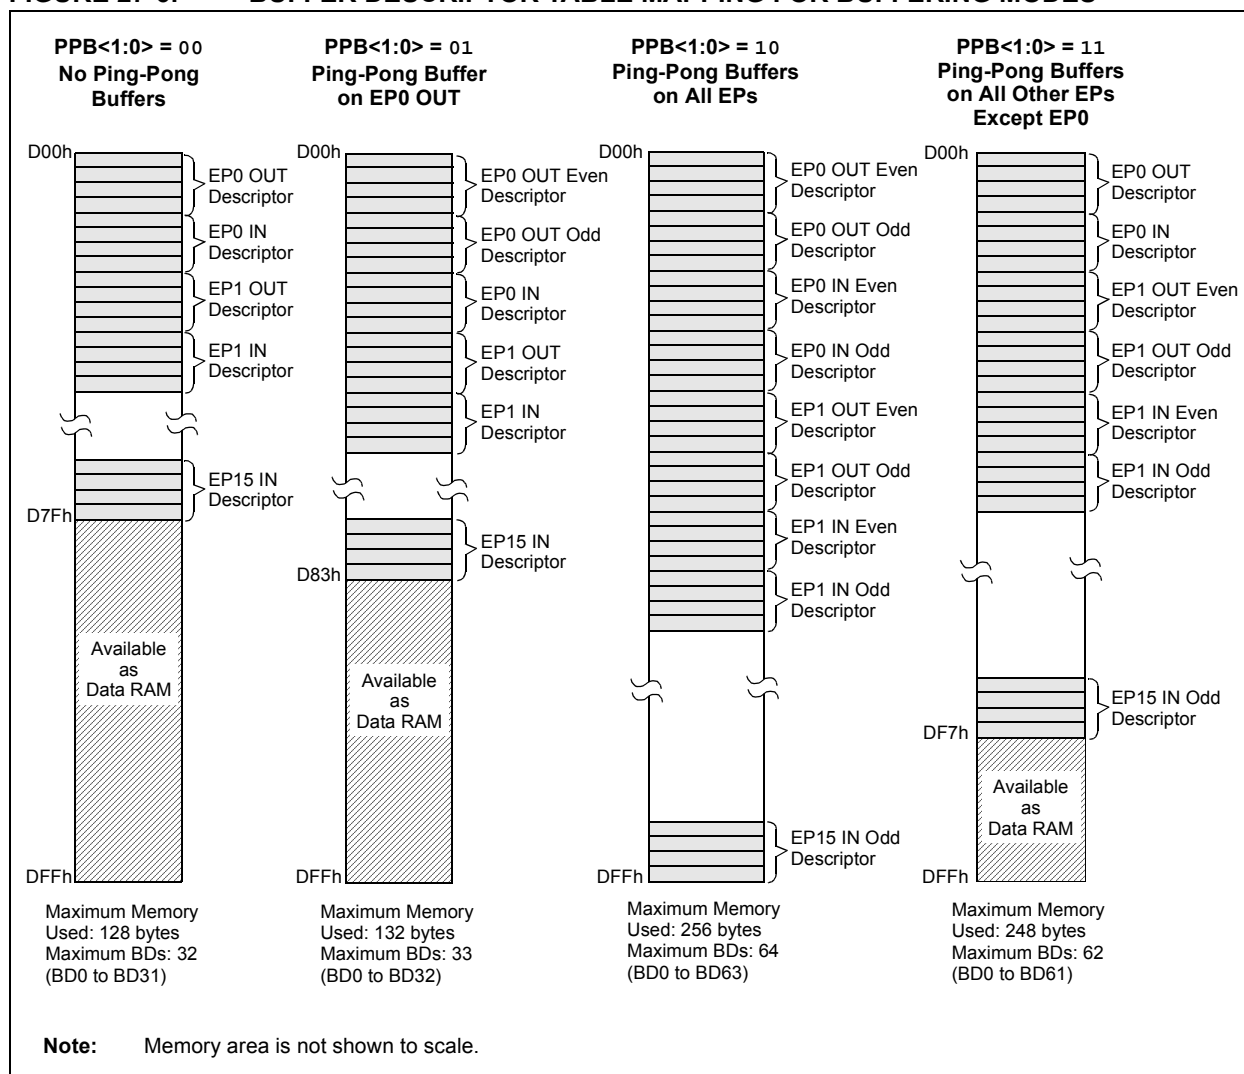 PPB<1:0> = 00
No Ping-Pong
Buffers
D00h
EP0 OUT
Descriptor
EP0 IN
Descriptor
EP1 OUT
Descriptor
EP1 IN
Descriptor
EP15 IN
Descriptor
D7Fh
Available
as
Data RAM
DFFh
Maximum Memory
Used: 128 bytes
Maximum BDs: 32
(BD0 to BD31)
PPB<1:0> = 01
Ping-Pong Buffer
on EP0 OUT
D00h
EP0 OUT Even
Descriptor
EP0 OUT Odd
Descriptor
EP0 IN
Descriptor
EP1 OUT
Descriptor
EP1 IN
Descriptor
EP15 IN
Descriptor
D83h
Available
as
Data RAM
DFFh
Maximum Memory
Used: 132 bytes
Maximum BDs: 33
(BD0 to BD32)
PPB<1:0> = 10
Ping-Pong Buffers
on All EPs
D00h
EP0 OUT Even
Descriptor
EP0 OUT Odd
Descriptor
EP0 IN Even
Descriptor
EP0 IN Odd
Descriptor
EP1 OUT Even
Descriptor
EP1 OUT Odd
Descriptor
EP1 IN Even
Descriptor
EP1 IN Odd
Descriptor
EP15 IN Odd
Descriptor
DFFh
Maximum Memory
Used: 256 bytes
Maximum BDs: 64
(BD0 to BD63)
PPB<1:0> = 11
Ping-Pong Buffers
on All Other EPs
Except EP0
D00h
EP0 OUT
Descriptor
EP0 IN
Descriptor
EP1 OUT Even
Descriptor
EP1 OUT Odd
Descriptor
EP1 IN Even
Descriptor
EP1 IN Odd
Descriptor
EP15 IN Odd
Descriptor
DF7h
Available
as
Data RAM
DFFh
Maximum Memory
Used: 248 bytes
Maximum BDs: 62
(BD0 to BD61)
Note: Memory area is not shown to scale.